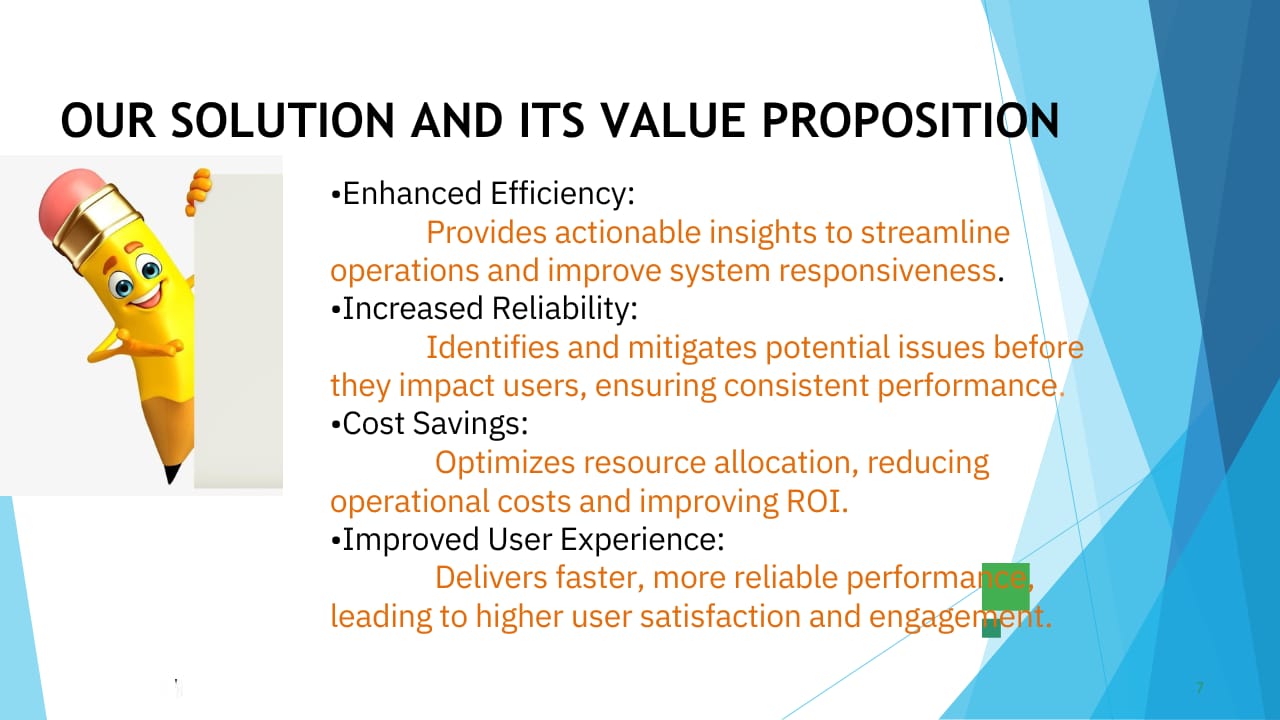 OUR SOLUTION AND ITS VALUE PROPOSITION
•Enhanced Efficiency:
Provides actionable insights to streamline
operations and improve system responsiveness.
•Increased Reliability:
Identifies and mitigates potential issues before
they impact users, ensuring consistent performance.
•Cost Savings:
Optimizes resource allocation, reducing
operational costs and improving ROI.
•Improved User Experience:
Delivers faster, more reliable performance,
leading to higher user satisfaction and engagement.
7